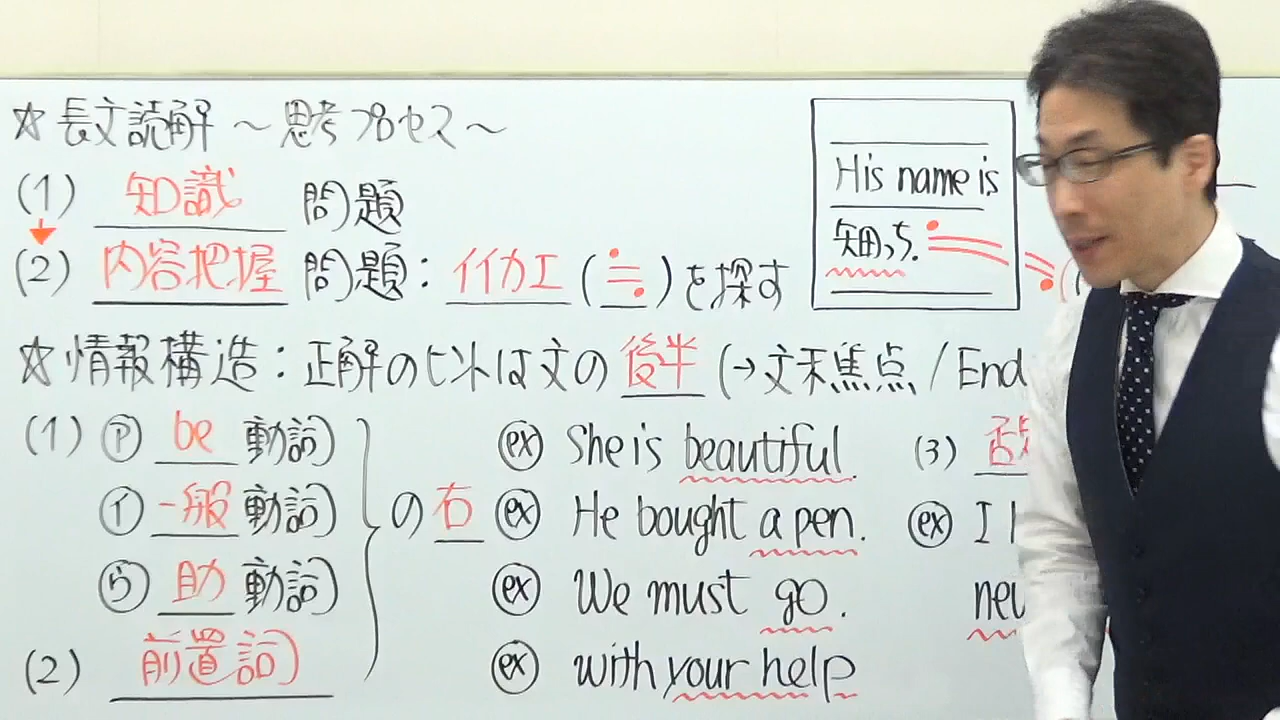 ☆長文読解〜思考プロセス〜
(1) 知識 問題
(2) 内容把握 問題：イイカエ(≒)を探す
His name is
知っち.
☆情報構造：正解のヒントは文の後半(→文末焦点/End
(1) ㋐ be 動詞
㋑ 一般動詞
㋒ 助動詞
(2) 前置詞
の右
ex She is beautiful.
ex He bought a pen.
ex We must go.
ex with your help
(3) 否
ex I